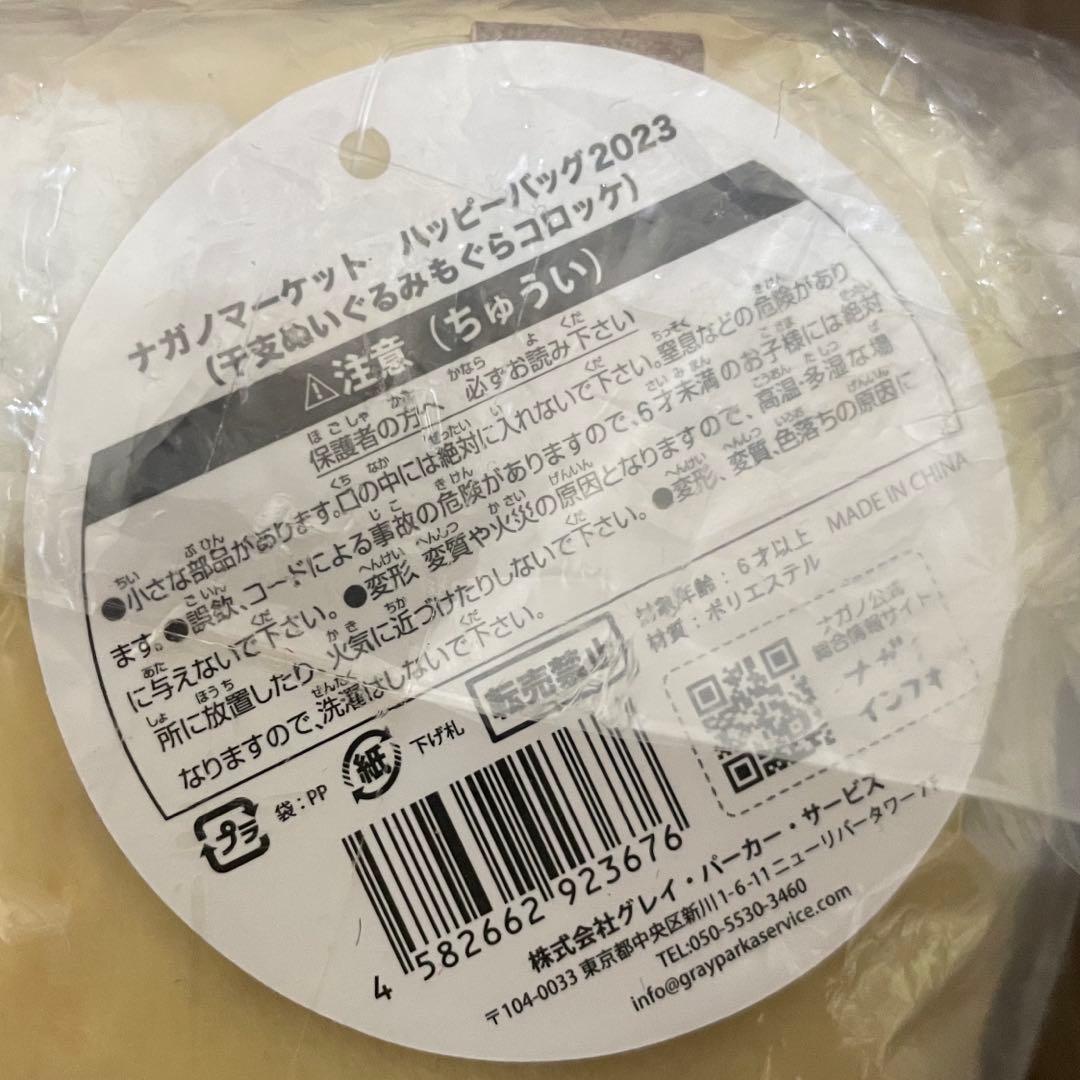 ナガノマーケット ハッピーバッグ2023
(干支ぬいぐるみもぐらコロッケ)
⚠注意(ちゅうい)
保護者の方へ 必ずお読み下さい
●小さな部品があります。口の中には絶対に入れないで下さい。窒息などの危険があり
ます。●誤飲、コードによる事故の危険がありますので、6才未満のお子様には絶対
に与えないで下さい。●変形、変質や火災の原因となりますので、高温・多湿な場
所に放置したり、火気に近づけたりしないで下さい。●変形、変質、色落ちの原因に
なりますので、洗濯はしないで下さい。
対象年齢:6才以上
材質:ポリエステル
MADE IN CHINA
転売禁止
プラ
袋:PP
紙
下げ札
ナガノ公式
総合情報サイト
ナーガ
インフォ
4 582662 923676
株式会社グレイ・パーカー・サービス
〒104-0033 東京都中央区新川1-6-11 ニューリバータワー7F
TEL:050-5530-3460
info@grayparkaservice.com